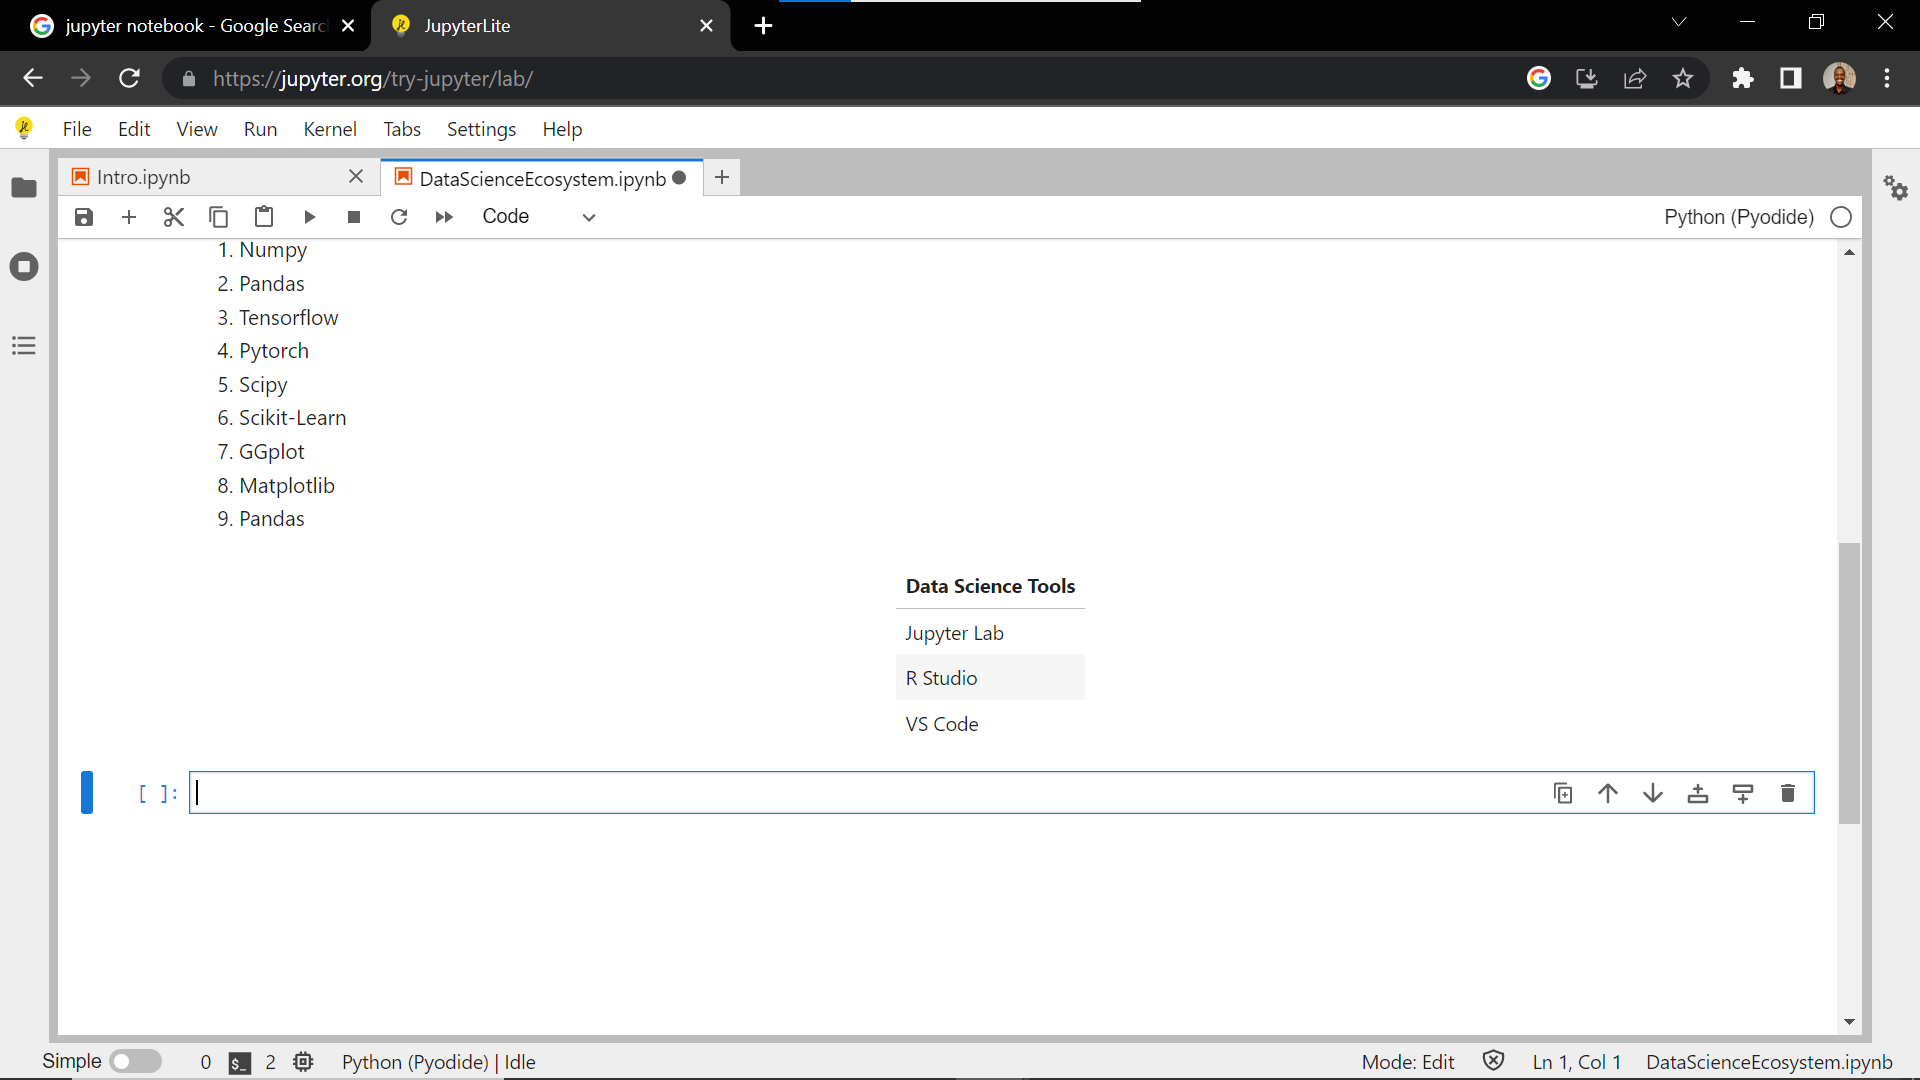 jupyter notebook - Google Searc
JupyterLite
https://jupyter.org/try-jupyter/lab/
File Edit View Run Kernel Tabs Settings Help
Intro.ipynb
DataScienceEcosystem.ipynb
Code
Python (Pyodide)
1. Numpy
2. Pandas
3. Tensorflow
4. Pytorch
5. Scipy
6. Scikit-Learn
7. GGplot
8. Matplotlib
9. Pandas
Data Science Tools
Jupyter Lab
R Studio
VS Code
[ ]:
Simple 0 $_ 2 Python (Pyodide) | Idle Mode: Edit Ln 1, Col 1 DataScienceEcosystem.ipynb